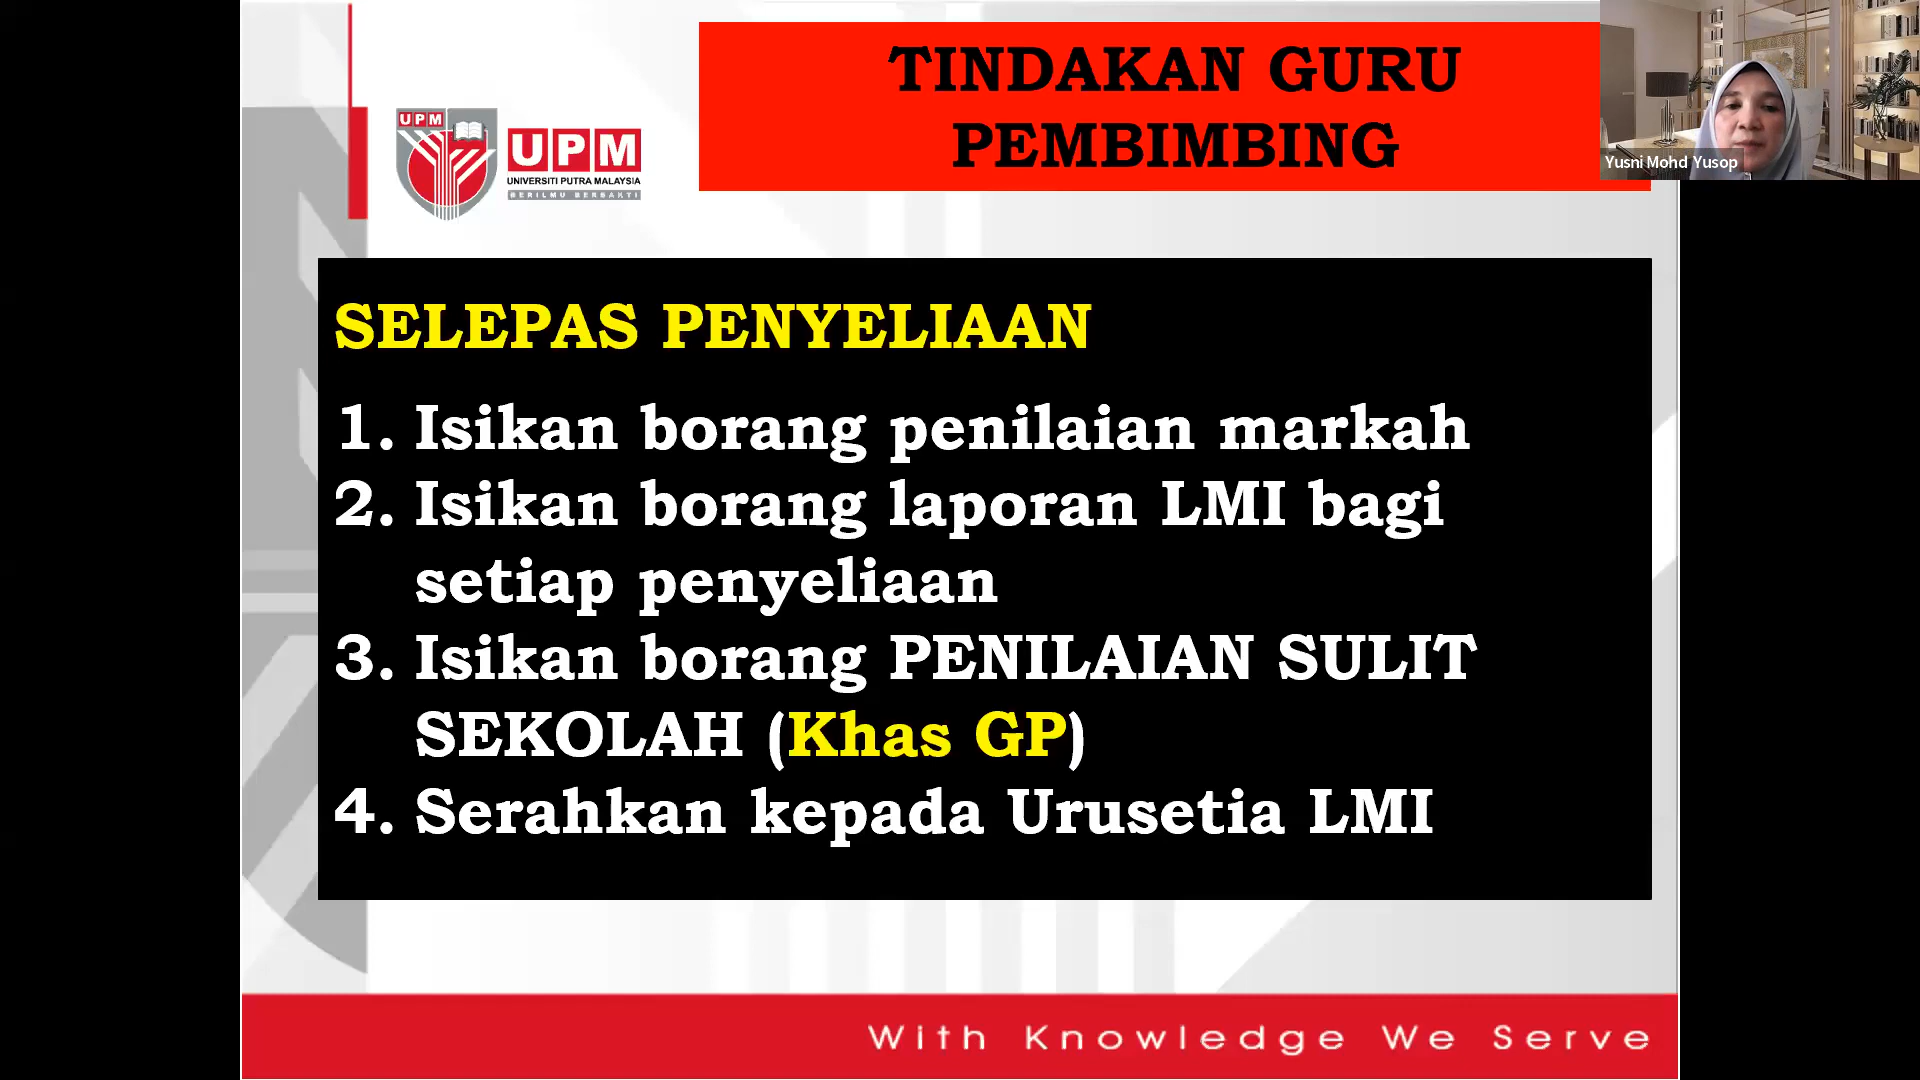 TINDAKAN GURU
PEMBIMBING
Yusni Mohd Yusop
UPM
UPM
UNIVERSITI PUTRA MALAYSIA
BERILMU BERBAKTI
SELEPAS PENYELIAAN
1. Isikan borang penilaian markah
2. Isikan borang laporan LMI bagi
setiap penyeliaan
3. Isikan borang PENILAIAN SULIT
SEKOLAH (Khas GP)
4. Serahkan kepada Urusetia LMI
With Knowledge We Serve